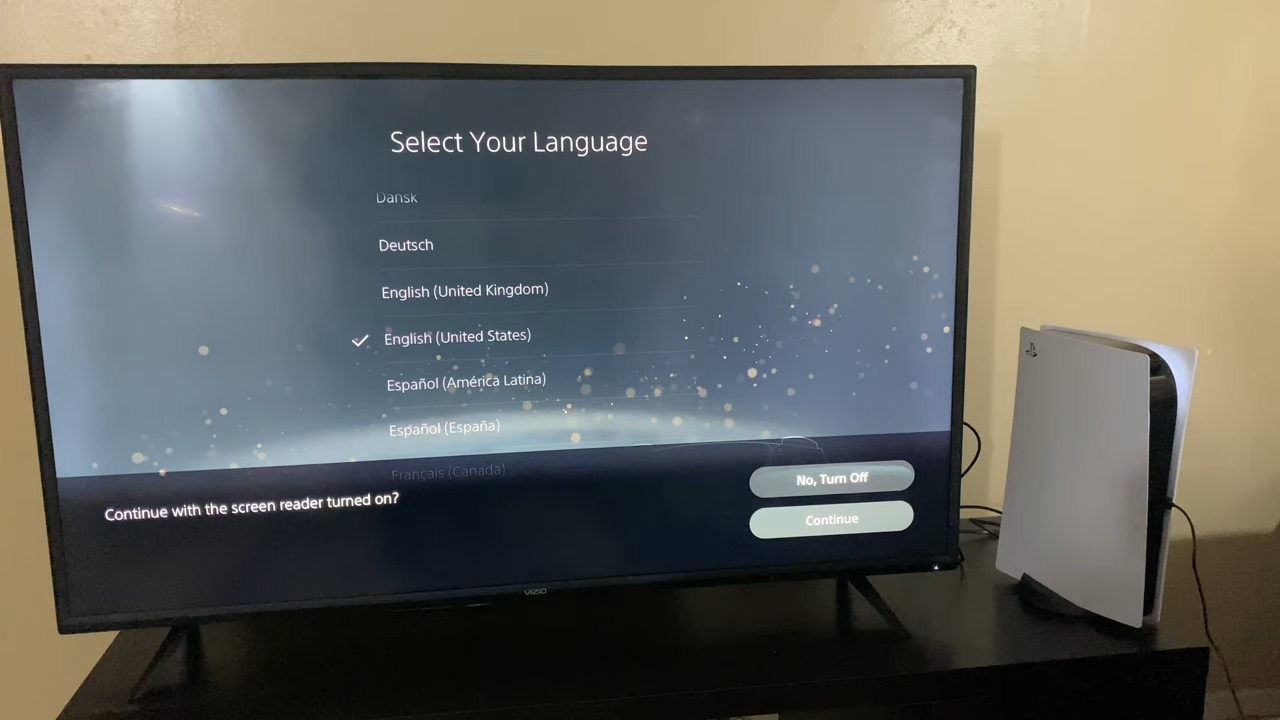 Select Your Language
Dansk
Deutsch
English (United Kingdom)
English (United States)
Español (América Latina)
Español (España)
Français (Canada)
Continue with the screen reader turned on?
No, Turn Off
Continue
VIZIO